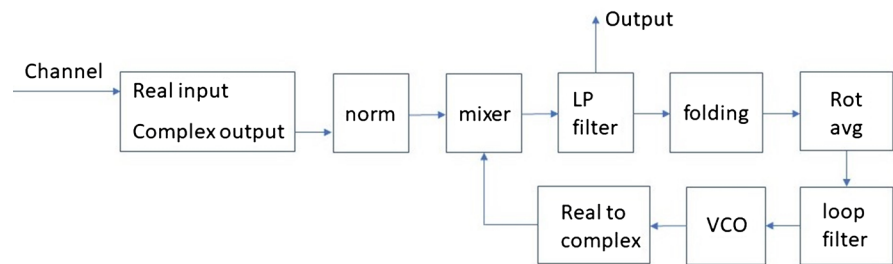 Output
Channel
Real input
Complex output
norm
mixer
LP
filter
folding
Rot
avg
Real to
complex
VCO
loop
filter